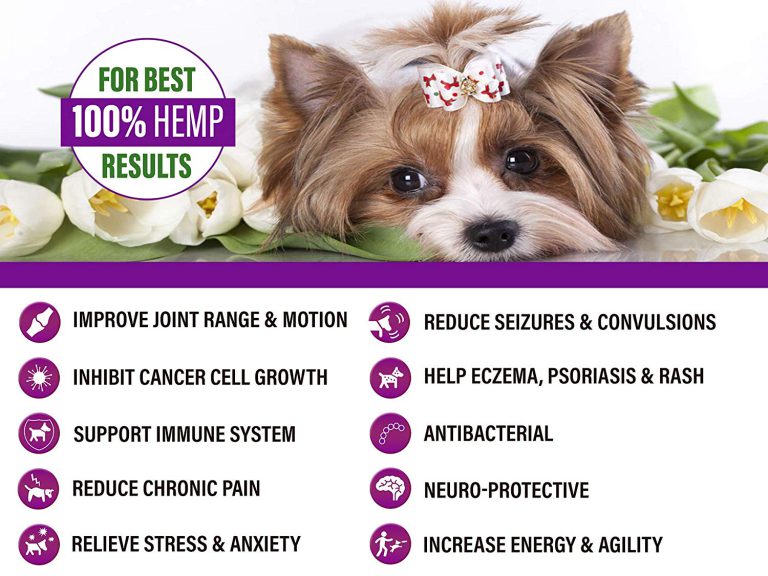 FOR BEST
100% HEMP
RESULTS
IMPROVE JOINT RANGE & MOTION
INHIBIT CANCER CELL GROWTH
SUPPORT IMMUNE SYSTEM
REDUCE CHRONIC PAIN
RELIEVE STRESS & ANXIETY
REDUCE SEIZURES & CONVULSIONS
HELP ECZEMA, PSORIASIS & RASH
ANTIBACTERIAL
NEURO-PROTECTIVE
INCREASE ENERGY & AGILITY